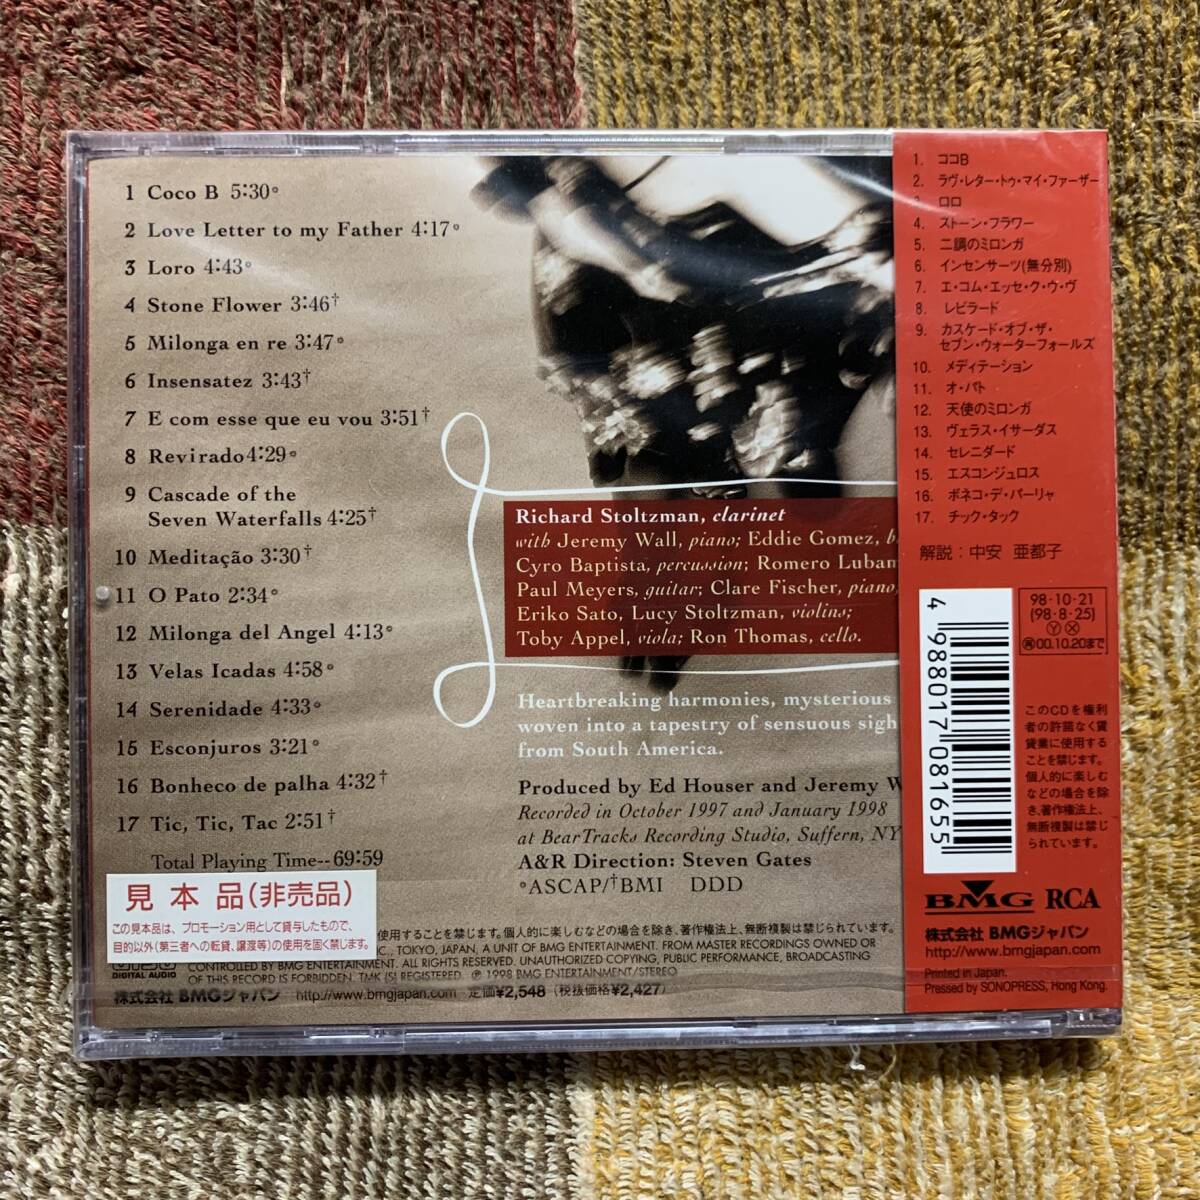 1 Coco B 5:30°
2 Love Letter to my Father 4:17°
3 Loro 4:43°
4 Stone Flower 3:46†
5 Milonga en re 3:47°
6 Insensatez 3:43†
7 E com esse que eu vou 3:51†
8 Revirado 4:29°
9 Cascade of the
Seven Waterfalls 4:25†
10 Meditação 3:30†
11 O Pato 2:34°
12 Milonga del Angel 4:13°
13 Velas Icadas 4:58°
14 Serenidade 4:33°
15 Esconjuros 3:21°
16 Bonheco de palha 4:32†
17 Tic, Tic, Tac 2:51†
Total Playing Time--69:59
Richard Stoltzman, clarinet
with Jeremy Wall, piano; Eddie Gomez, b
Cyro Baptista, percussion; Romero Luban
Paul Meyers, guitar; Clare Fischer, piano,
Eriko Sato, Lucy Stoltzman, violins;
Toby Appel, viola; Ron Thomas, cello.
Heartbreaking harmonies, mysterious
woven into a tapestry of sensuous sigh
from South America.
Produced by Ed Houser and Jeremy W
Recorded in October 1997 and January 1998
at BearTracks Recording Studio, Suffern, NY
A&R Direction: Steven Gates
°ASCAP/†BMI DDD
見本品(非売品)
この見本品は、プロモーション用として貸与したもので、
目的以外(第三者への転貸、譲渡等)の使用を固く禁じます。
使用することを禁じます。個人的に楽しむなどの場合を除き、著作権法上、無断複製は禁じられています。
C., TOKYO, JAPAN, A UNIT OF BMG ENTERTAINMENT. FROM MASTER RECORDINGS OWNED OR
CONTROLLED BY BMG ENTERTAINMENT. ALL RIGHTS RESERVED. UNAUTHORIZED COPYING, PUBLIC PERFORMANCE, BROADCASTING
OF THIS RECORD IS FORBIDDEN. TMK (S) REGISTERED. ℗ 1998 BMG ENTERTAINMENT/STEREO
DIGITAL AUDIO
株式会社 BMGジャパン http://www.bmgjapan.com 定価¥2,548 (税抜価格¥2,427)
1. ココB
2. ラヴ・レター・トゥ・マイ・ファーザー
3. ロロ
4. ストーン・フラワー
5. ニ調のミロンガ
6. インセンサーツ(無分別)
7. エ・コム・エッセ・ク・ウ・ヴ
8. レビラード
9. カスケード・オブ・ザ・
セブン・ウォーターフォールズ
10. メディテーション
11. オ・パト
12. 天使のミロンガ
13. ヴェラス・イサーダス
14. セレニダード
15. エスコンジュロス
16. ボネコ・デ・パーリャ
17. チック・タック
解説:中安 亜都子
4 988017 081655
98・10・21
(98・8・25)
Ⓨ Ⓧ
再00.10.20まで
このCDを権利
者の許諾なく賃
貸業に使用する
ことを禁じます。
個人的に楽しむ
などの場合を除
き、著作権法上、
無断複製は禁じ
られています。
BMG RCA
株式会社 BMGジャパン
http://www.bmgjapan.com
Printed in Japan.
Pressed by SONOPRESS, Hong Kong.